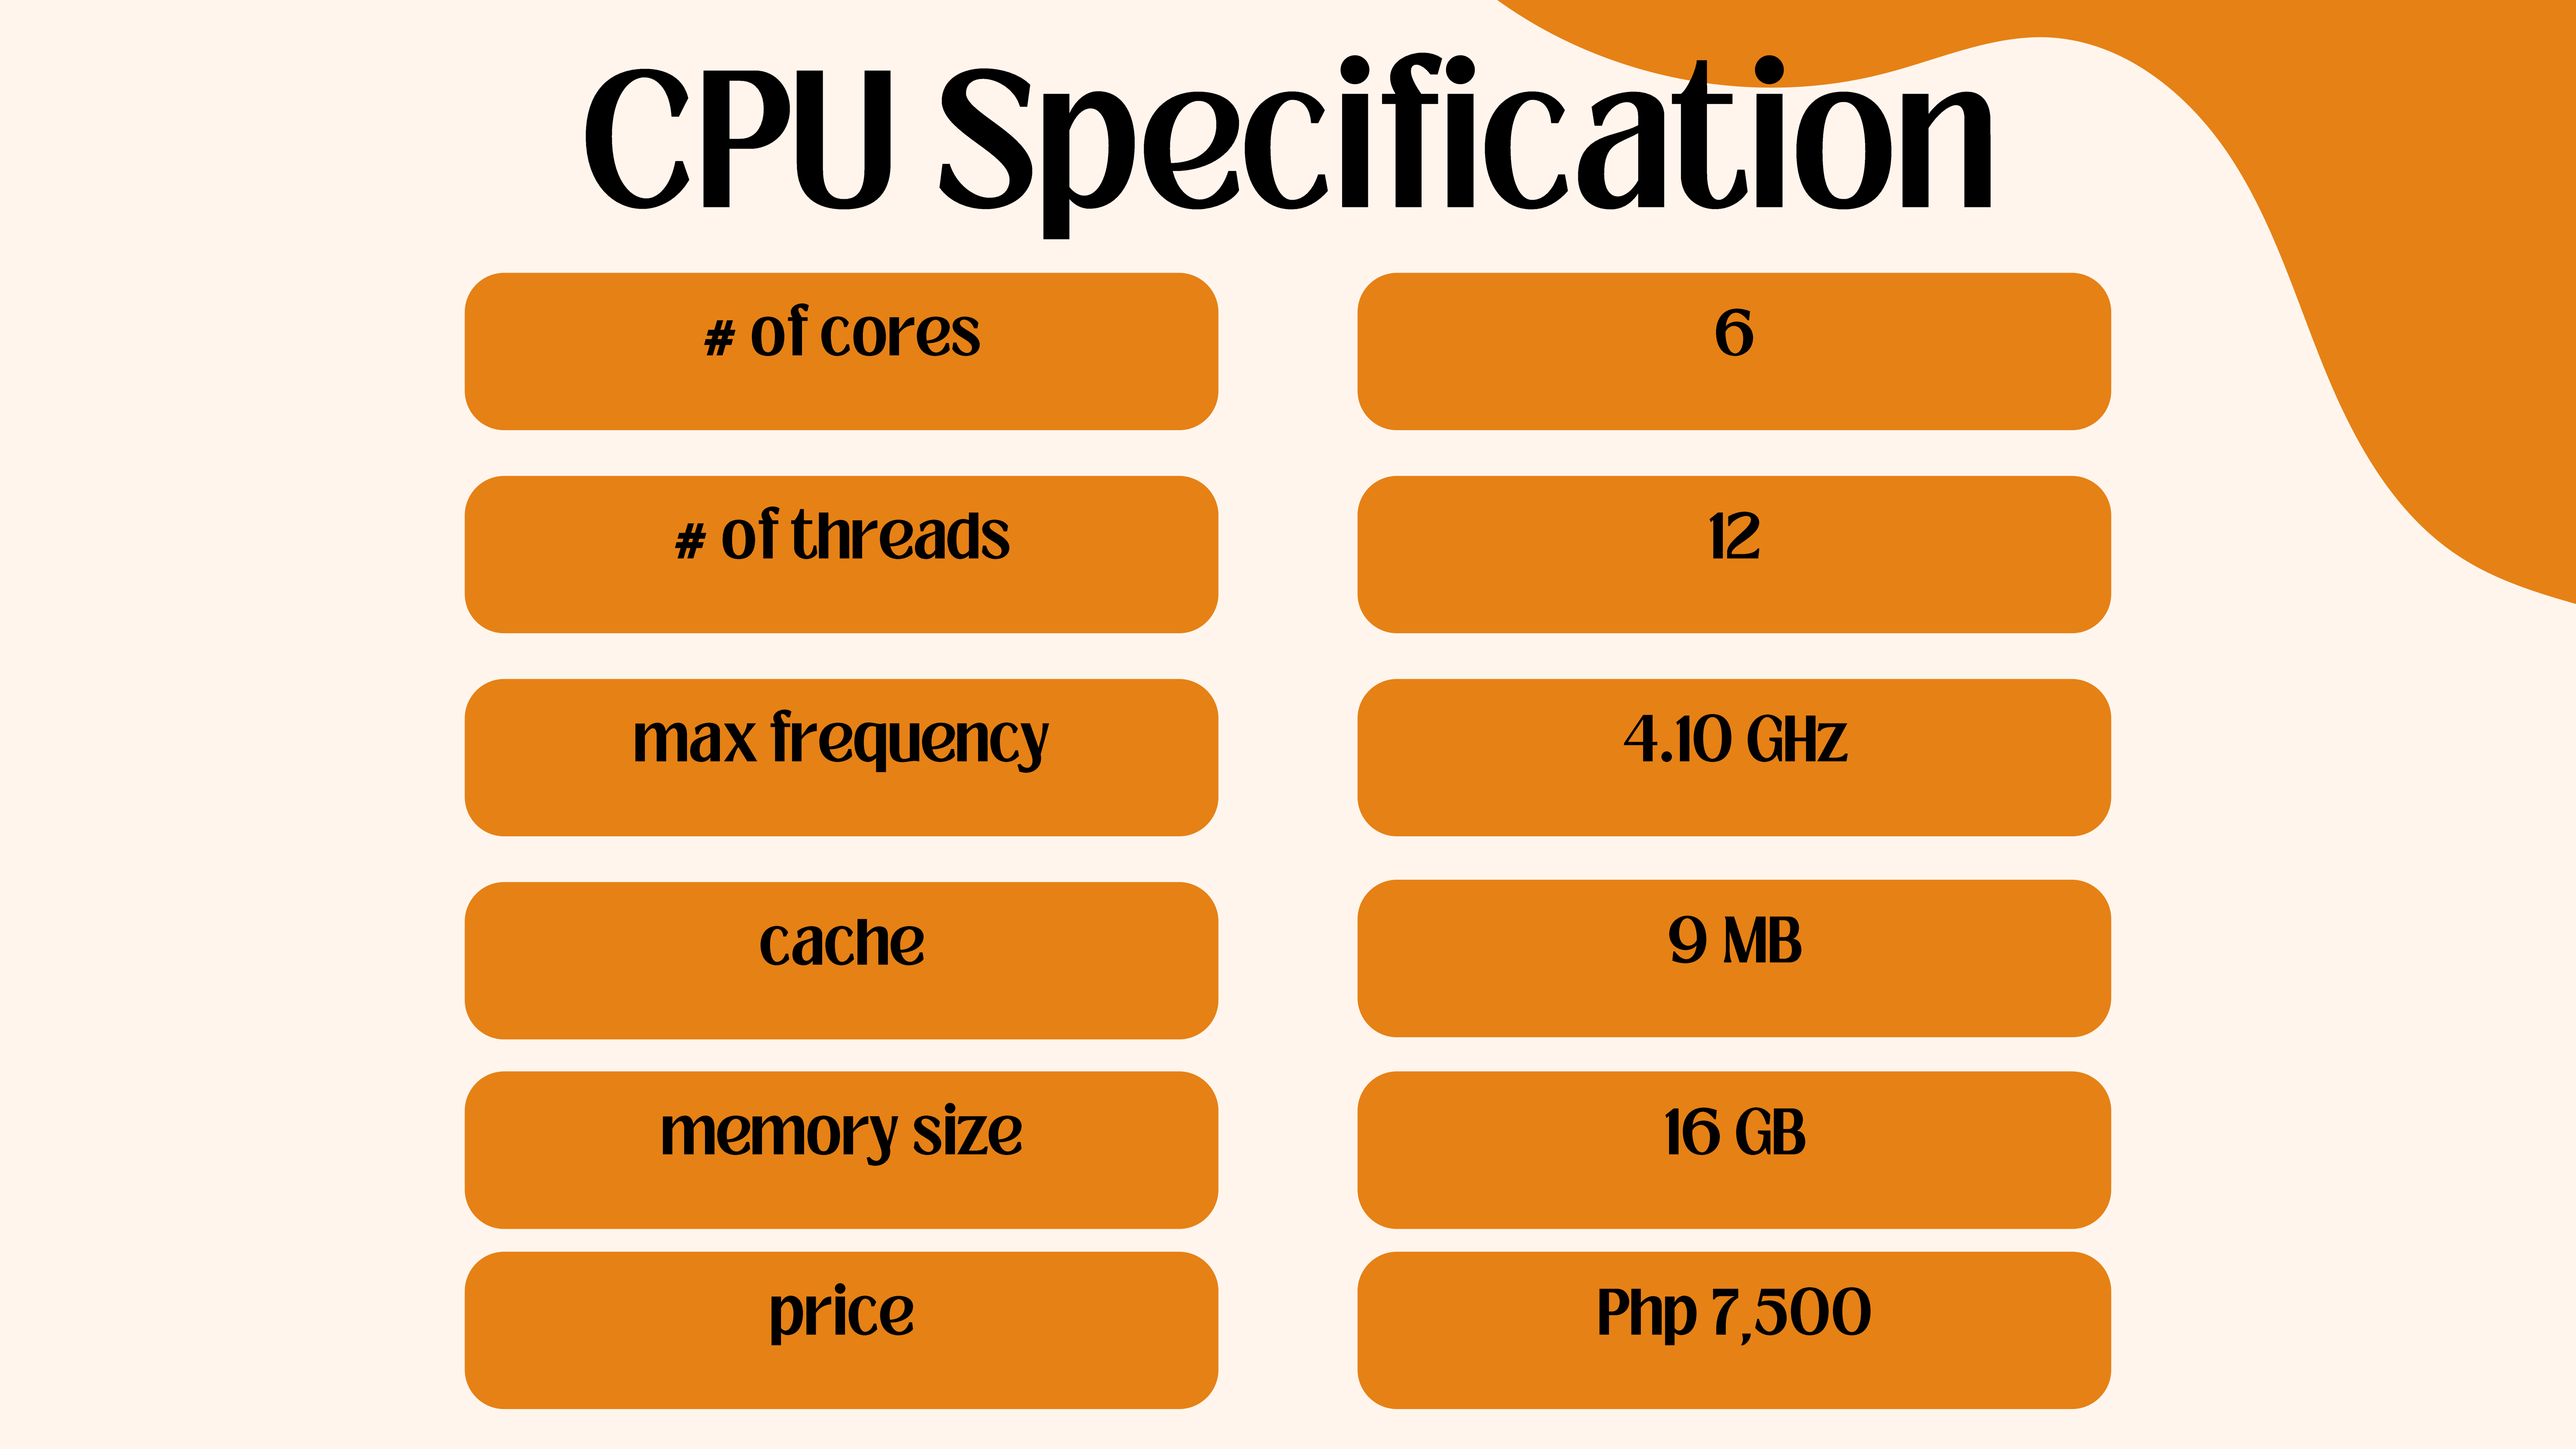 CPU Specification
# of cores
6
# of threads
12
max frequency
4.10 GHz
cache
9 MB
memory size
16 GB
price
Php 7,500